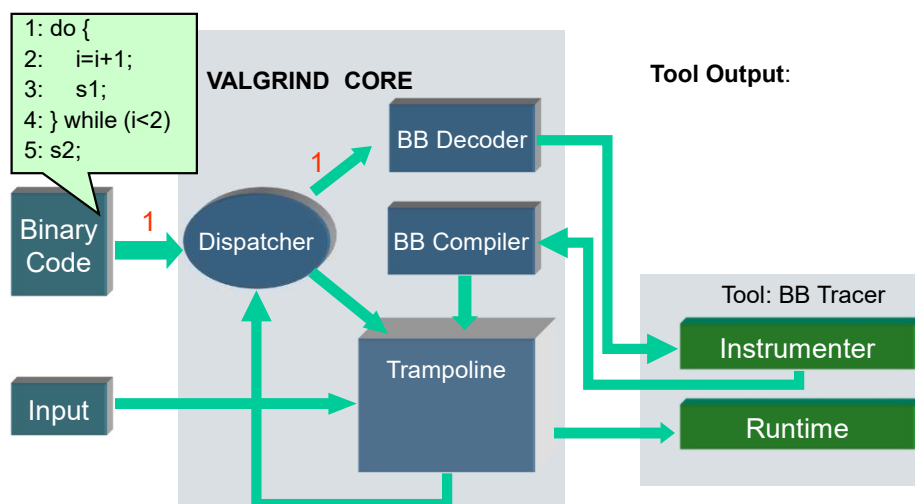 1: do {
2: i=i+1;
3: s1;
4: } while (i<2)
5: s2;
VALGRIND CORE
Tool Output:
BB Decoder
1
1
Binary
Code
Dispatcher
BB Compiler
Tool: BB Tracer
Instrumenter
Trampoline
Input
Runtime